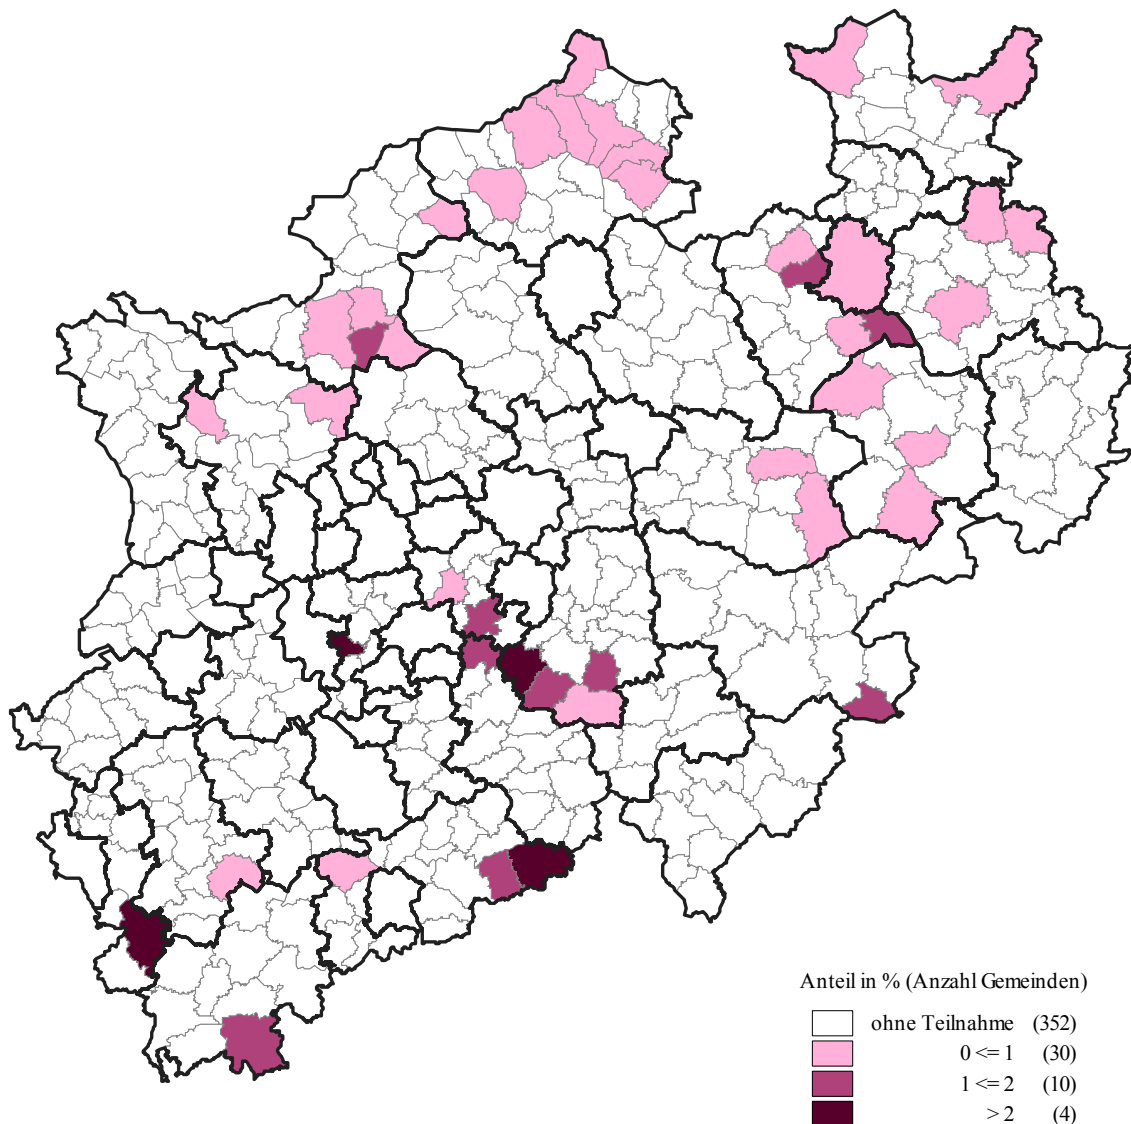 Anteil in % (Anzahl Gemeinden)
ohne Teilnahme (352)
0 <= 1 (30)
1 <= 2 (10)
> 2 (4)